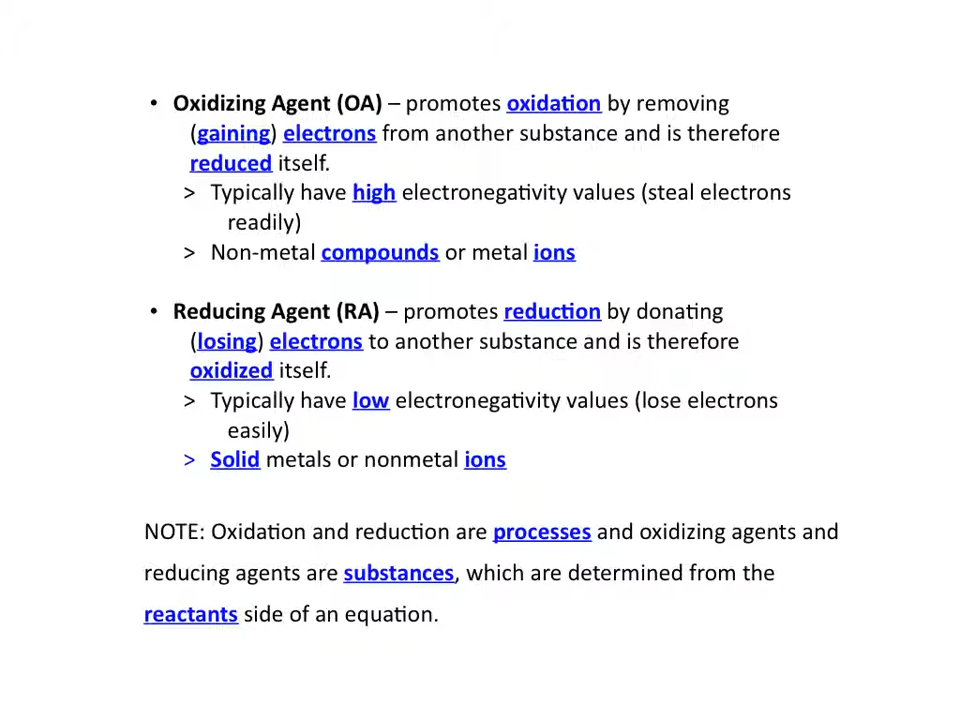 • Oxidizing Agent (OA) – promotes oxidation by removing
(gaining) electrons from another substance and is therefore
reduced itself.
> Typically have high electronegativity values (steal electrons
readily)
> Non-metal compounds or metal ions
• Reducing Agent (RA) – promotes reduction by donating
(losing) electrons to another substance and is therefore
oxidized itself.
> Typically have low electronegativity values (lose electrons
easily)
> Solid metals or nonmetal ions
NOTE: Oxidation and reduction are processes and oxidizing agents and
reducing agents are substances, which are determined from the
reactants side of an equation.